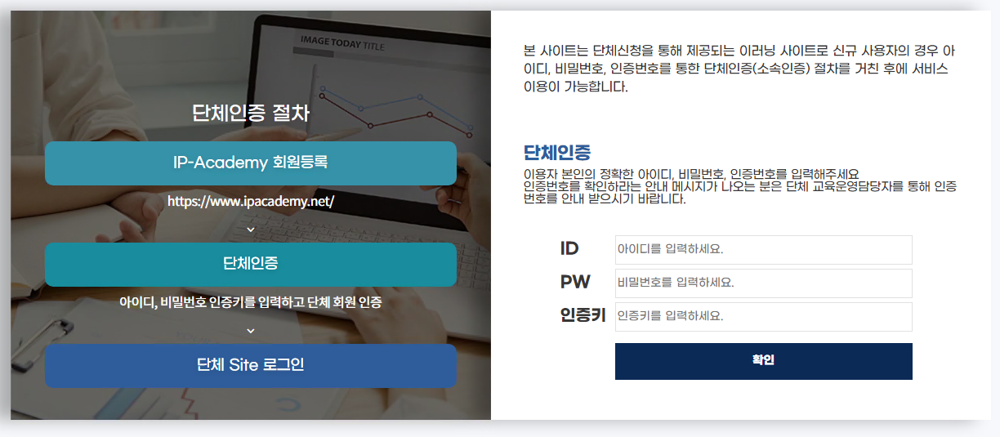 IMAGE TODAY TITLE
단체인증 절차
IP-Academy 회원등록
https://www.ipacademy.net/
단체인증
아이디, 비밀번호 인증키를 입력하고 단체 회원 인증
단체 Site 로그인
본 사이트는 단체신청을 통해 제공되는 이러닝 사이트로 신규 사용자의 경우 아
이디, 비밀번호, 인증번호를 통한 단체인증(소속인증) 절차를 거친 후에 서비스
이용이 가능합니다.
단체인증
이용자 본인의 정확한 아이디, 비밀번호, 인증번호를 입력해주세요
인증번호를 확인하라는 안내 메시지가 나오는 분은 단체 교육운영담당자를 통해 인증
번호를 안내 받으시기 바랍니다.
ID 아이디를 입력하세요.
PW 비밀번호를 입력하세요.
인증키 인증키를 입력하세요.
확인